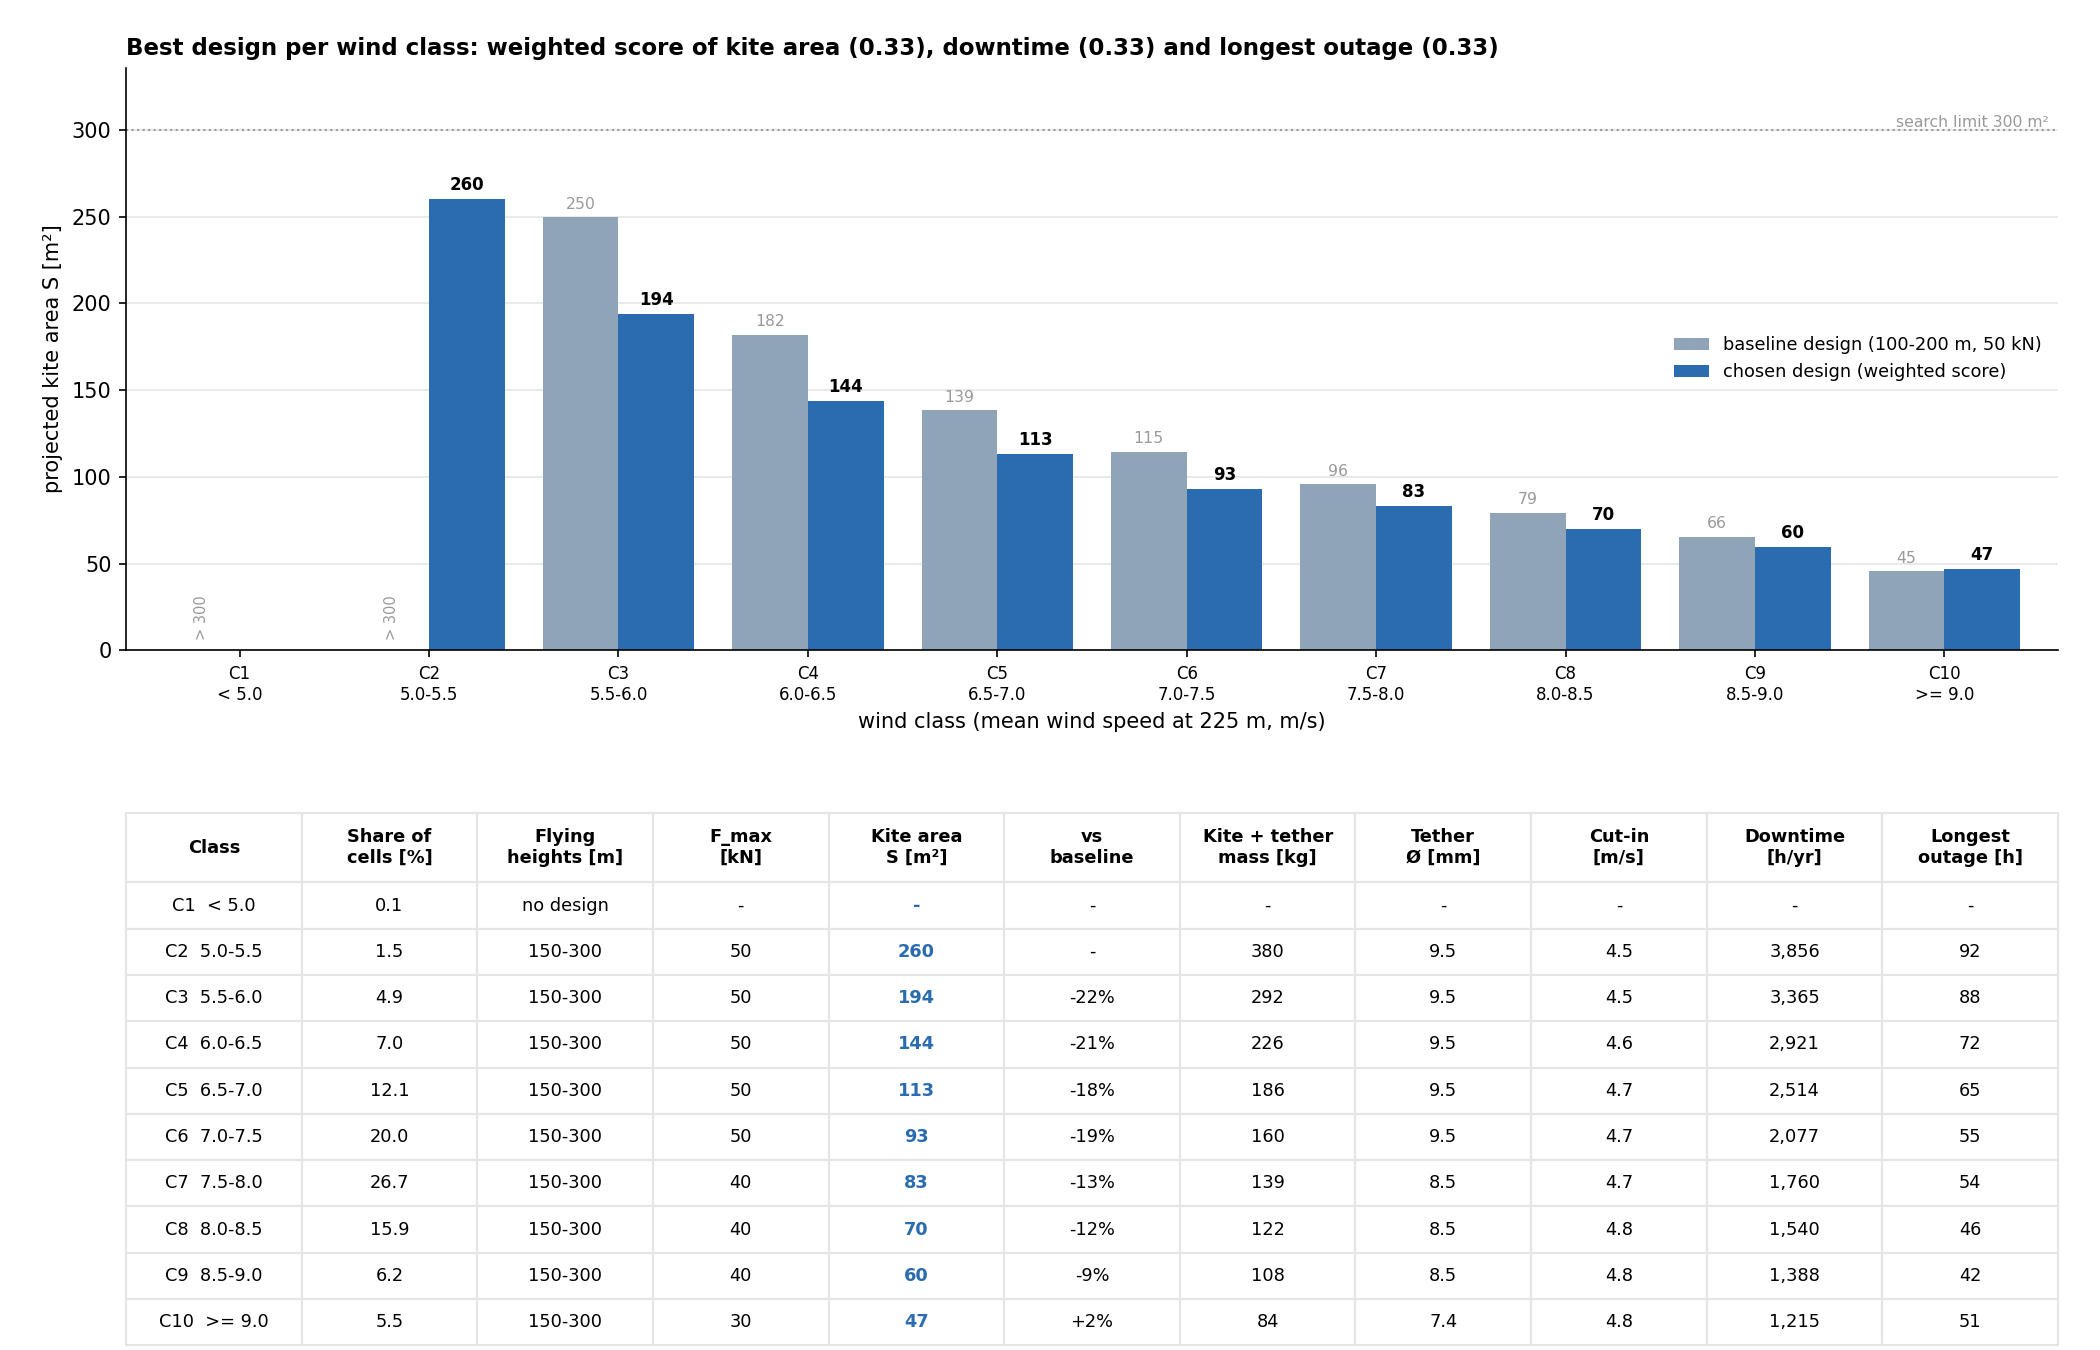 Best design per wind class: weighted score of kite area (0.33), downtime (0.33) and longest outage (0.33)
projected kite area S [m²]
300
250
200
150
100
50
0
search limit 300 m²
> 300
> 300
260
250
194
182
144
139
113
115
93
96
83
79
70
66
60
45
47
baseline design (100-200 m, 50 kN)
chosen design (weighted score)
C1 C2 C3 C4 C5 C6 C7 C8 C9 C10
< 5.0 5.0-5.5 5.5-6.0 6.0-6.5 6.5-7.0 7.0-7.5 7.5-8.0 8.0-8.5 8.5-9.0 >= 9.0
wind class (mean wind speed at 225 m, m/s)
Class Share of cells [%] Flying heights [m] F_max [kN] Kite area S [m²] vs baseline Kite + tether mass [kg] Tether Ø [mm] Cut-in [m/s] Downtime [h/yr] Longest outage [h]
C1 < 5.0 0.1 no design - - - - - - - -
C2 5.0-5.5 1.5 150-300 50 260 - 380 9.5 4.5 3,856 92
C3 5.5-6.0 4.9 150-300 50 194 -22% 292 9.5 4.5 3,365 88
C4 6.0-6.5 7.0 150-300 50 144 -21% 226 9.5 4.6 2,921 72
C5 6.5-7.0 12.1 150-300 50 113 -18% 186 9.5 4.7 2,514 65
C6 7.0-7.5 20.0 150-300 50 93 -19% 160 9.5 4.7 2,077 55
C7 7.5-8.0 26.7 150-300 40 83 -13% 139 8.5 4.7 1,760 54
C8 8.0-8.5 15.9 150-300 40 70 -12% 122 8.5 4.8 1,540 46
C9 8.5-9.0 6.2 150-300 40 60 -9% 108 8.5 4.8 1,388 42
C10 >= 9.0 5.5 150-300 30 47 +2% 84 7.4 4.8 1,215 51